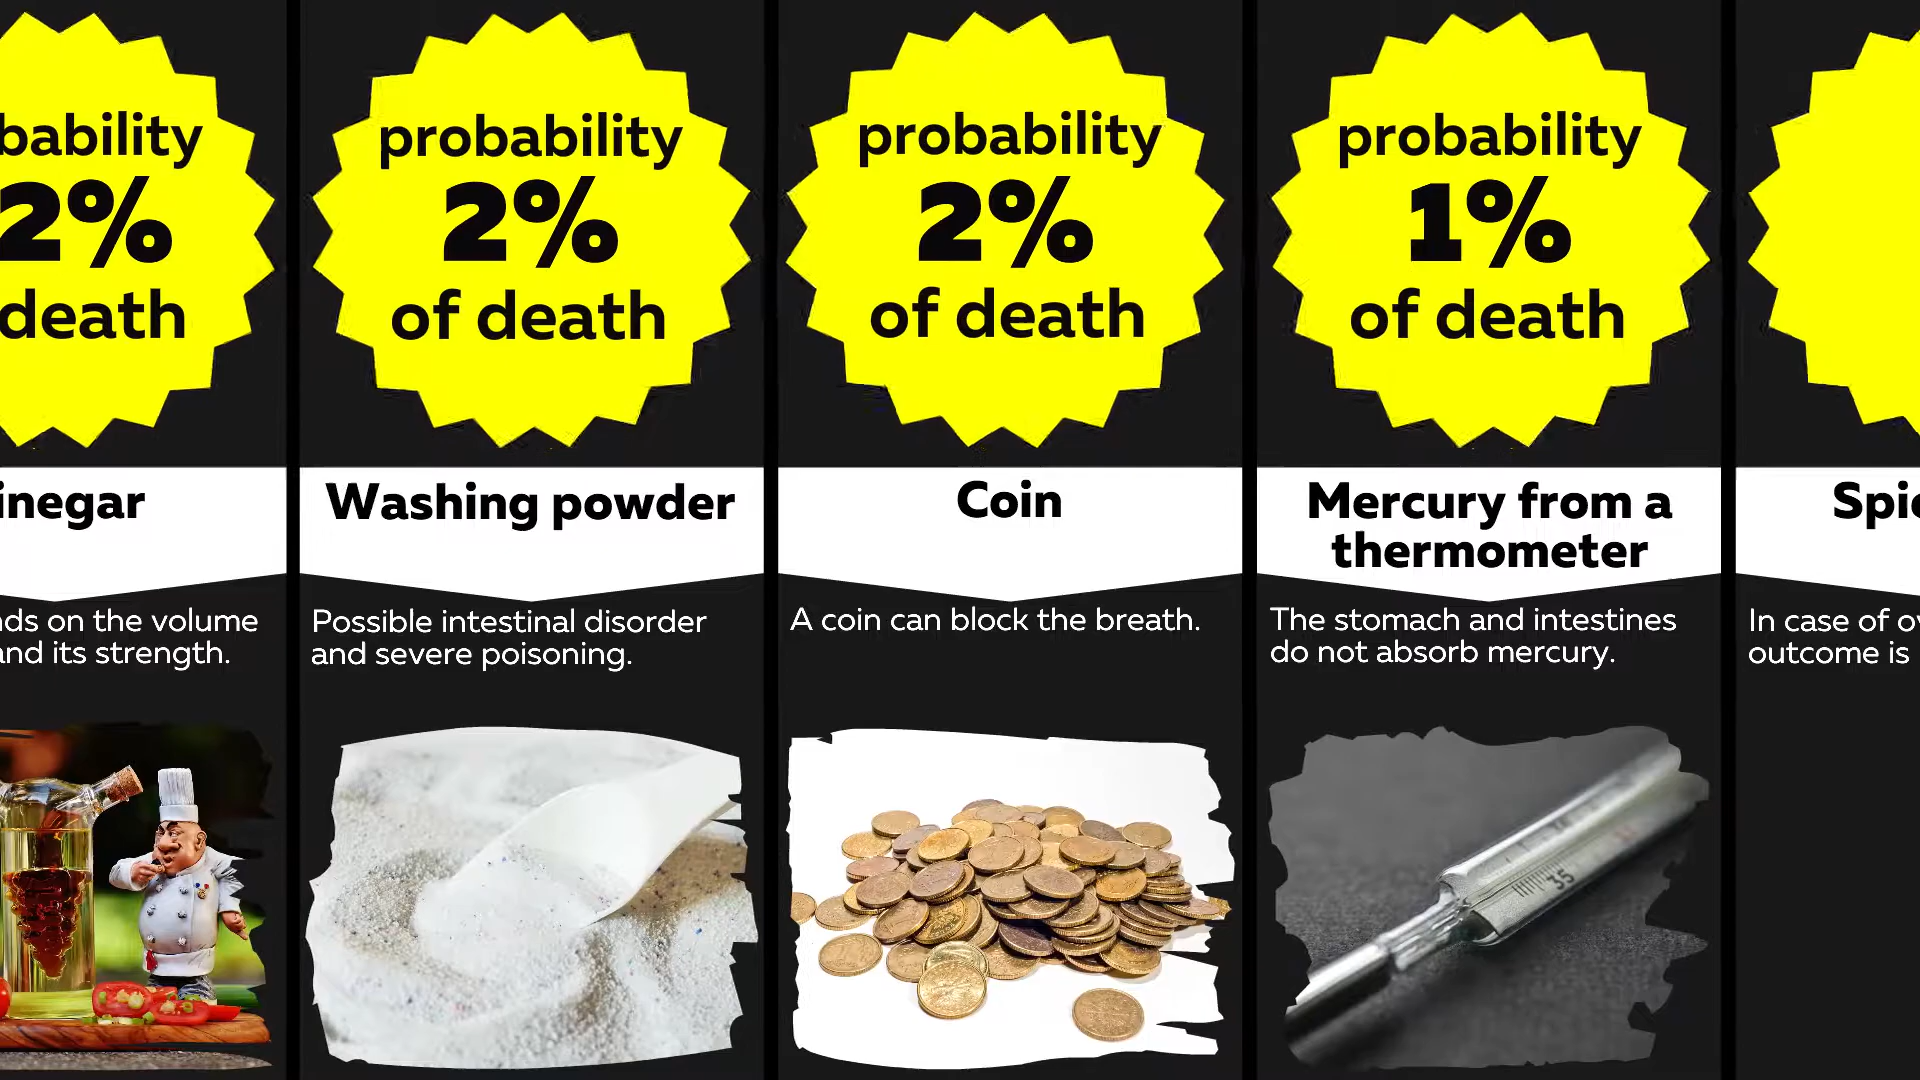 bability
2%
death
inegar
nds on the volume
and its strength.
probability
2%
of death
Washing powder
Possible intestinal disorder
and severe poisoning.
probability
2%
of death
Coin
A coin can block the breath.
probability
1%
of death
Mercury from a
thermometer
The stomach and intestines
do not absorb mercury.
35
Spic
In case of ov
outcome is